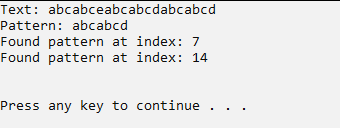 Text: abcabceabcabcdabcabcd
Pattern: abcabcd
Found pattern at index: 7
Found pattern at index: 14
Press any key to continue . . .